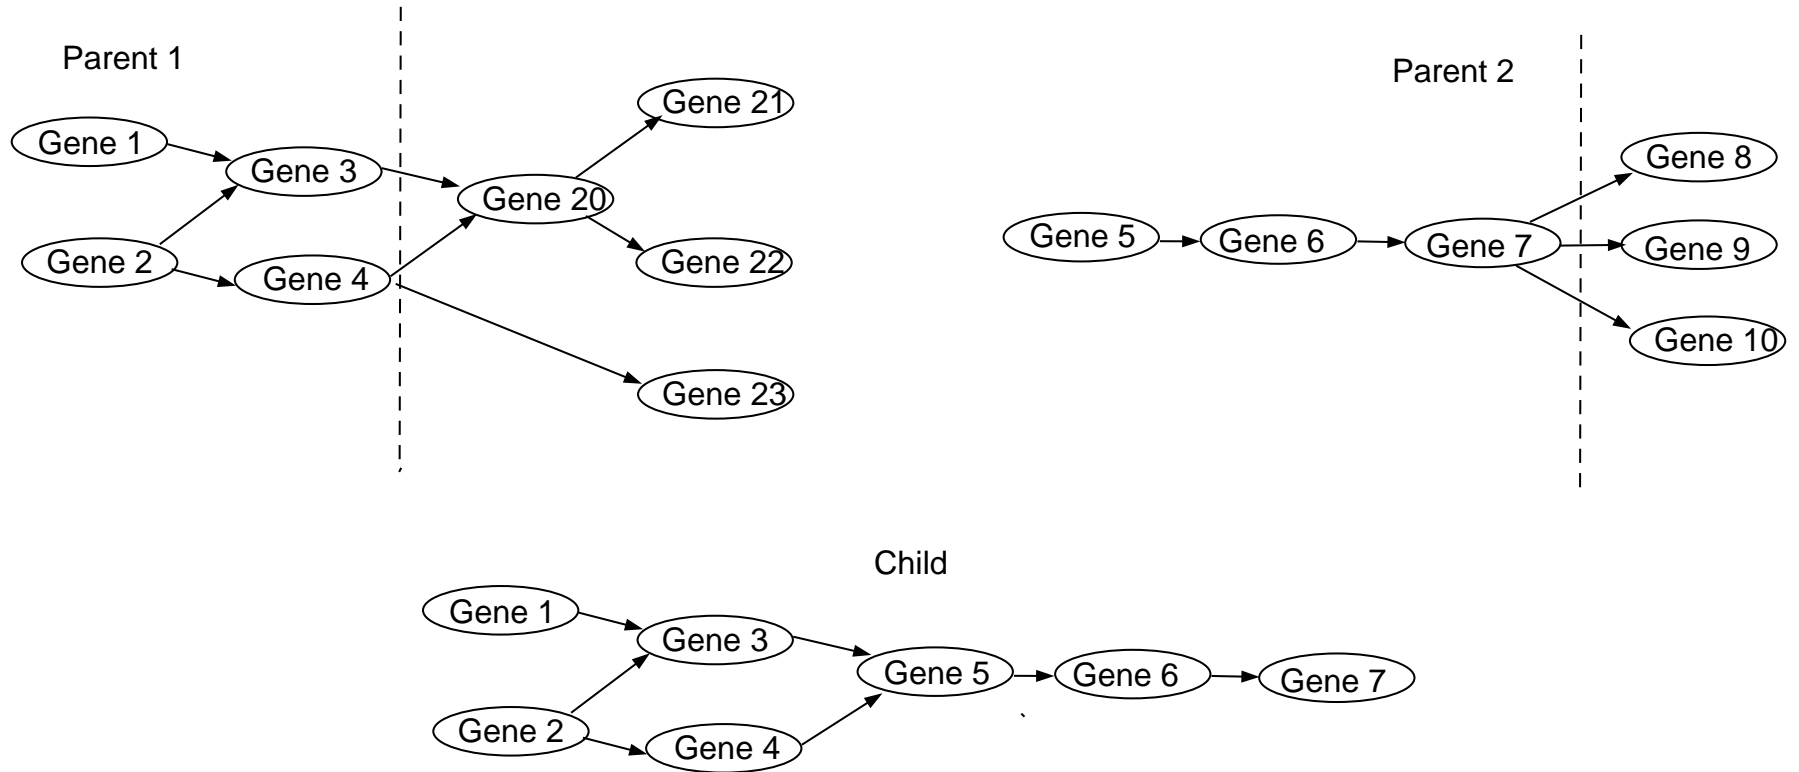 Parent 1
Gene 1
Gene 2
Gene 3
Gene 4
Gene 20
Gene 21
Gene 22
Gene 23
Parent 2
Gene 5
Gene 6
Gene 7
Gene 8
Gene 9
Gene 10
Child
Gene 1
Gene 2
Gene 3
Gene 4
Gene 5
Gene 6
Gene 7